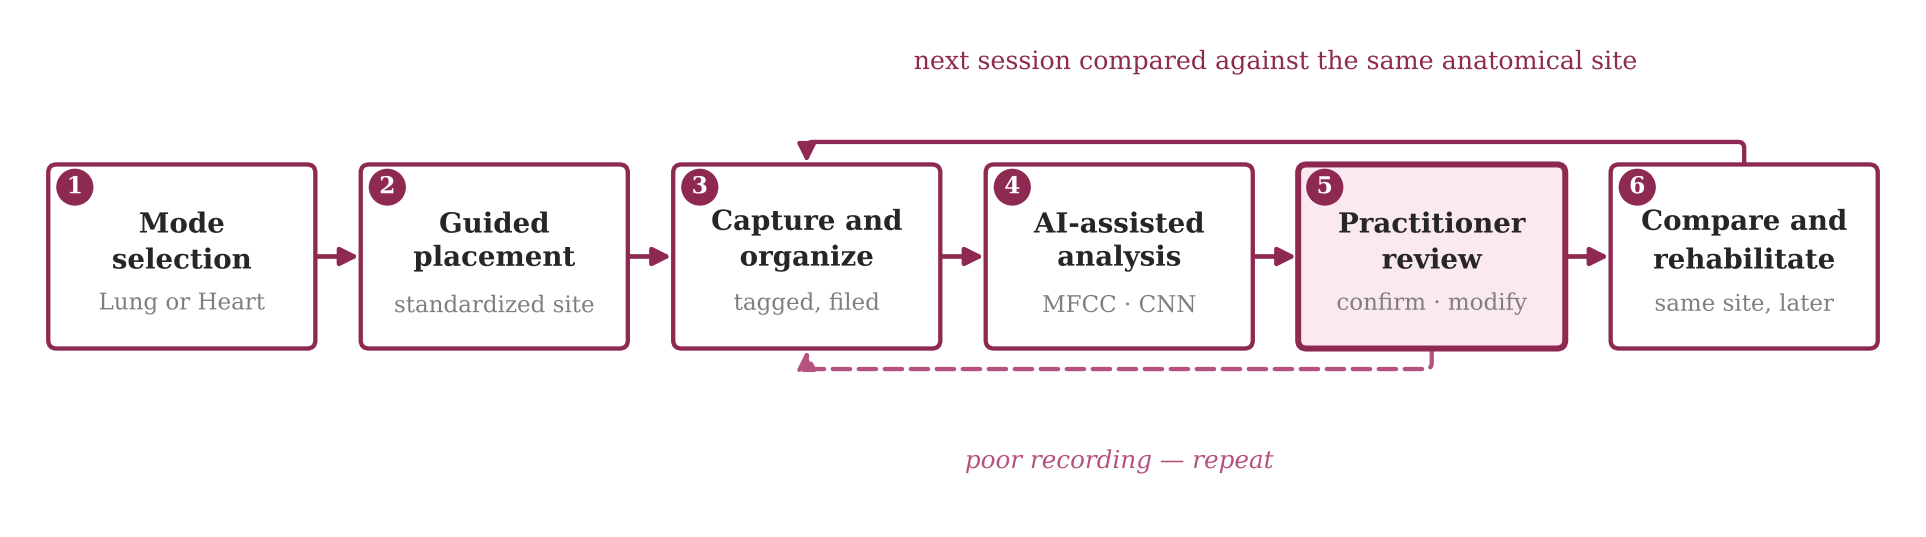 next session compared against the same anatomical site
1
Mode
selection
Lung or Heart
2
Guided
placement
standardized site
3
Capture and
organize
tagged, filed
4
AI-assisted
analysis
MFCC · CNN
5
Practitioner
review
confirm · modify
6
Compare and
rehabilitate
same site, later
poor recording — repeat